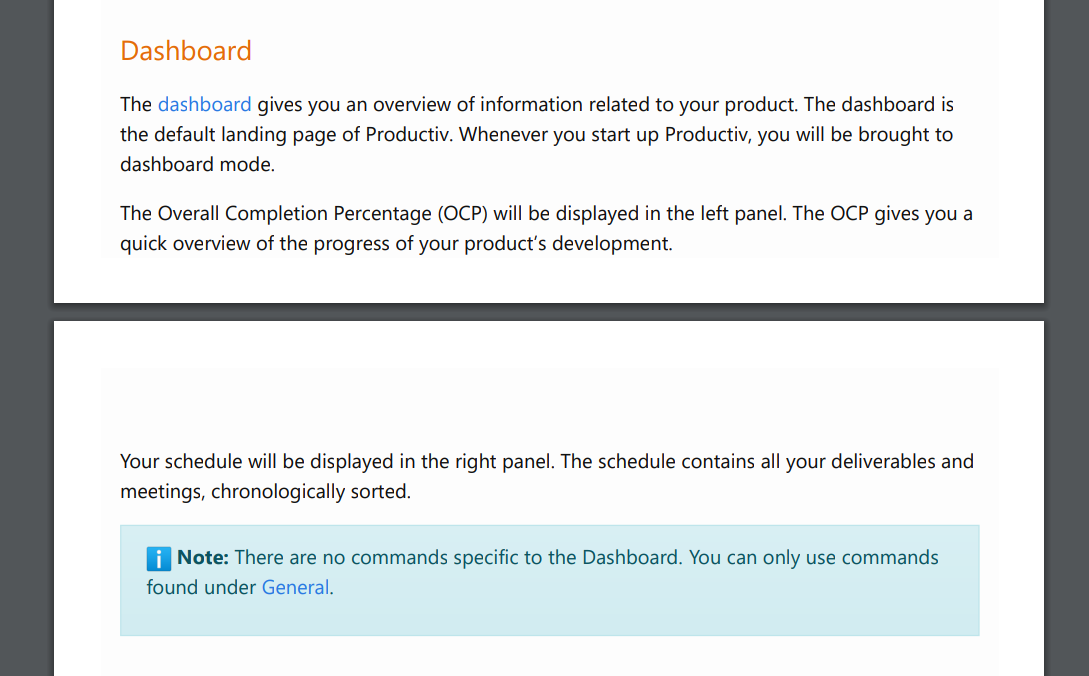 Dashboard
The dashboard gives you an overview of information related to your product. The dashboard is
the default landing page of Productiv. Whenever you start up Productiv, you will be brought to
dashboard mode.
The Overall Completion Percentage (OCP) will be displayed in the left panel. The OCP gives you a
quick overview of the progress of your product’s development.
Your schedule will be displayed in the right panel. The schedule contains all your deliverables and
meetings, chronologically sorted.
ℹ️ Note: There are no commands specific to the Dashboard. You can only use commands
found under General.